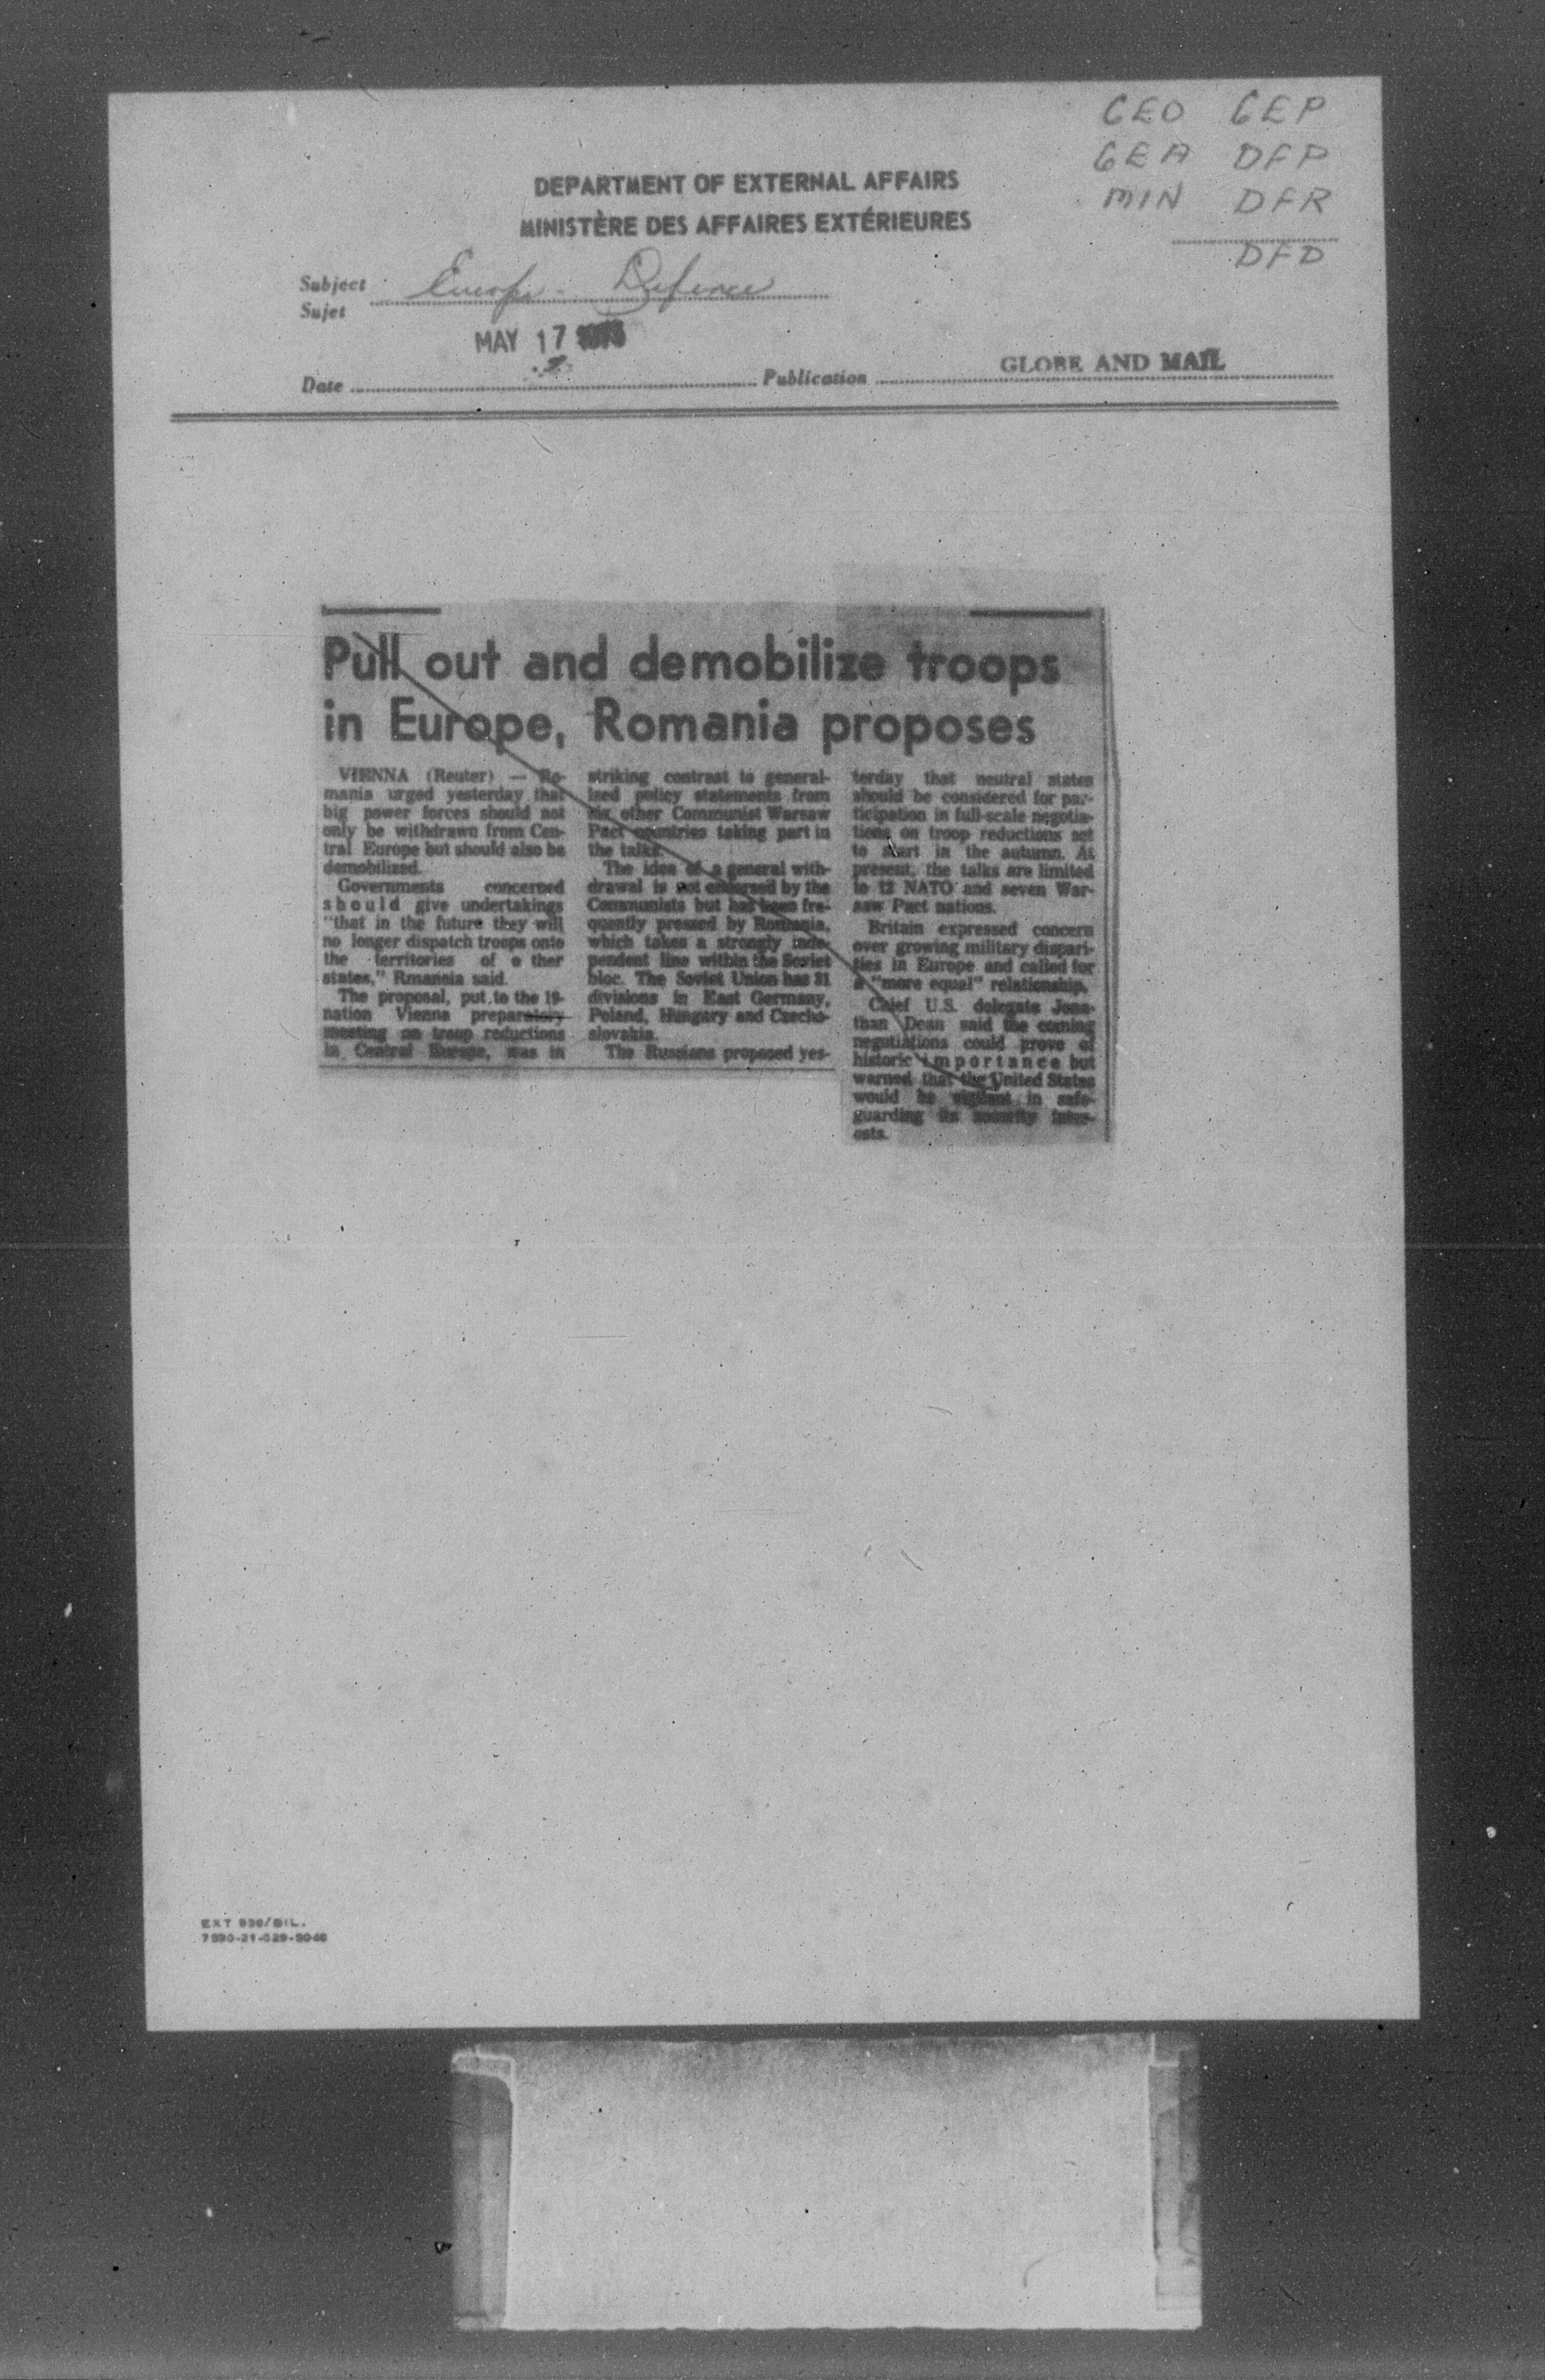 GEO GEP
GEA DFP
MIN DFR
DFD
DEPARTMENT OF EXTERNAL AFFAIRS
MINISTÈRE DES AFFAIRES EXTÉRIEURES
Subject
Sujet
Europe - Defence
MAY 17 1973
Date
Publication
GLOBE AND MAIL
Pull out and demobilize troops
in Europe, Romania proposes
VIENNA (Reuter) — Ro-
mania urged yesterday that
big power forces should not
only be withdrawn from Cen-
tral Europe but should also be
demobilized.
Governments concerned
should give undertakings
"that in the future they will
no longer dispatch troops onto
the territories of o ther
states," Rmansia said.
The proposal, put to the 19-
nation Vienna preparatory
meeting on troop reductions
in Central Europe, was in
striking contrast to general-
ized policy statements from
six other Communist Warsaw
Pact countries taking part in
the talks.
The idea of a general with-
drawal is not endorsed by the
Communists but has been fre-
quently pressed by Romania,
which takes a strongly inde-
pendent line within the Soviet
bloc. The Soviet Union has 31
divisions in East Germany,
Poland, Hungary and Czecho-
slovakia.
The Russians proposed yes-
terday that neutral states
should be considered for par-
ticipation in full-scale negotia-
tions on troop reductions set
to start in the autumn. At
present, the talks are limited
to 12 NATO and seven War-
saw Pact nations.
Britain expressed concern
over growing military dispari-
ties in Europe and called for
a "more equal" relationship.
Chief U.S. delegate Jona-
than Dean said the coming
negotiations could prove of
historic importance but
warned that the United States
would be vigilant in safe-
guarding its security inter-
ests.
EXT 930/BIL.
7530-21-029-5048